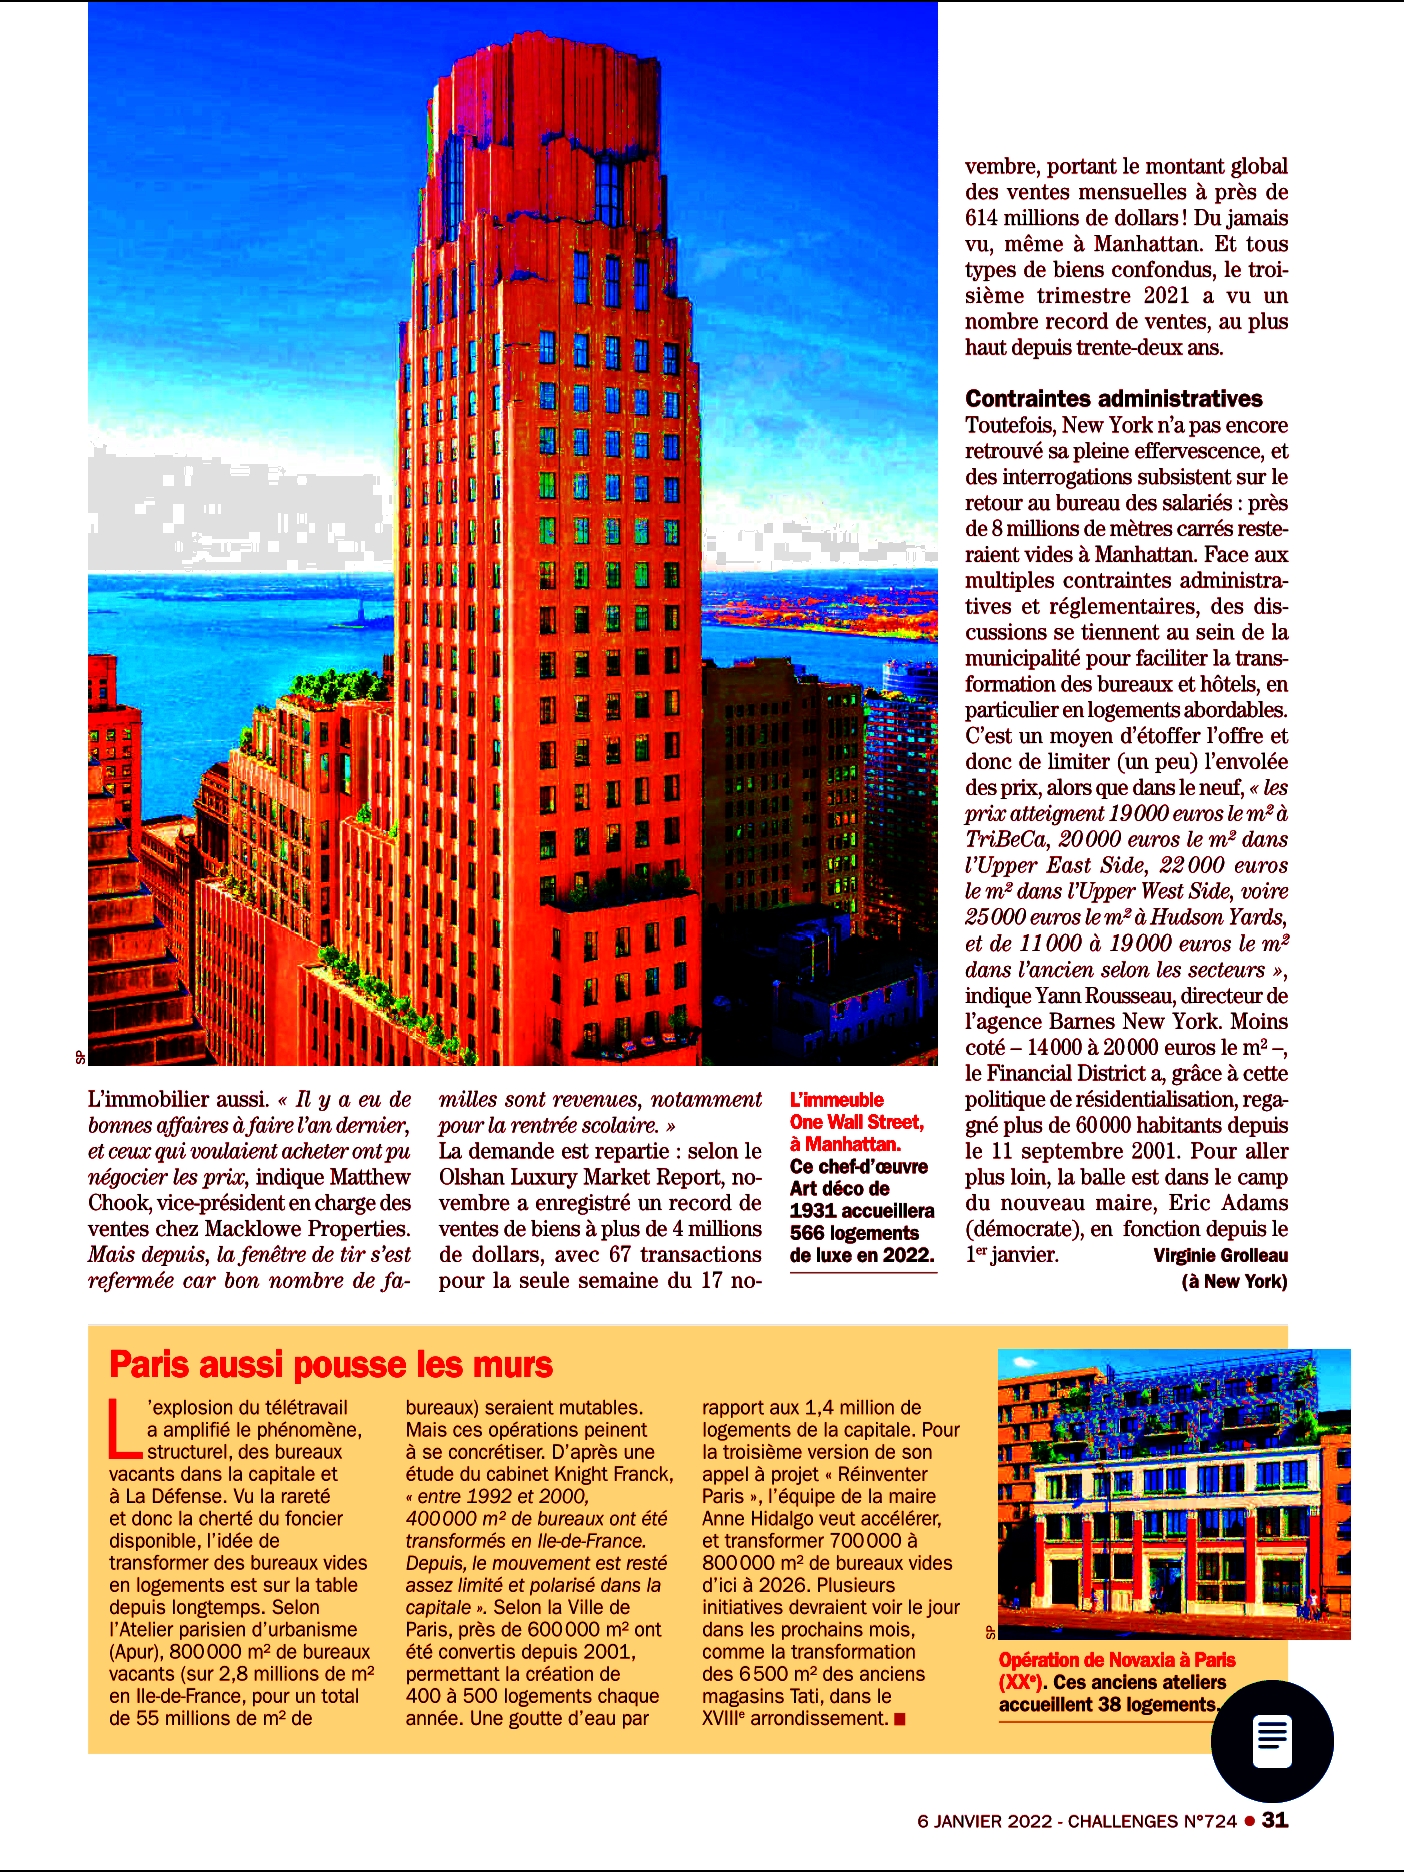 SP
L’immobilier aussi. « Il y a eu de
bonnes affaires à faire l’an dernier,
et ceux qui voulaient acheter ont pu
négocier les prix, indique Matthew
Chook, vice-président en charge des
ventes chez Macklowe Properties.
Mais depuis, la fenêtre de tir s’est
refermée car bon nombre de fa-
milles sont revenues, notamment
pour la rentrée scolaire. »
La demande est repartie : selon le
Olshan Luxury Market Report, no-
vembre a enregistré un record de
ventes de biens à plus de 4 millions
de dollars, avec 67 transactions
pour la seule semaine du 17 no-
L’immeuble
One Wall Street,
à Manhattan.
Ce chef-d’œuvre
Art déco de
1931 accueillera
566 logements
de luxe en 2022.
vembre, portant le montant global
des ventes mensuelles à près de
614 millions de dollars ! Du jamais
vu, même à Manhattan. Et tous
types de biens confondus, le troi-
sième trimestre 2021 a vu un
nombre record de ventes, au plus
haut depuis trente-deux ans.
Contraintes administratives
Toutefois, New York n’a pas encore
retrouvé sa pleine effervescence, et
des interrogations subsistent sur le
retour au bureau des salariés : près
de 8 millions de mètres carrés reste-
raient vides à Manhattan. Face aux
multiples contraintes administra-
tives et réglementaires, des dis-
cussions se tiennent au sein de la
municipalité pour faciliter la trans-
formation des bureaux et hôtels, en
particulier en logements abordables.
C’est un moyen d’étoffer l’offre et
donc de limiter (un peu) l’envolée
des prix, alors que dans le neuf, « les
prix atteignent 19 000 euros le m² à
TriBeCa, 20 000 euros le m² dans
l’Upper East Side, 22 000 euros
le m² dans l’Upper West Side, voire
25 000 euros le m² à Hudson Yards,
et de 11 000 à 19 000 euros le m²
dans l’ancien selon les secteurs »,
indique Yann Rousseau, directeur de
l’agence Barnes New York. Moins
coté – 14 000 à 20 000 euros le m² –,
le Financial District a, grâce à cette
politique de résidentialisation, rega-
gné plus de 60 000 habitants depuis
le 11 septembre 2001. Pour aller
plus loin, la balle est dans le camp
du nouveau maire, Eric Adams
(démocrate), en fonction depuis le
1er janvier. Virginie Grolleau
(à New York)
Paris aussi pousse les murs
L’explosion du télétravail
a amplifié le phénomène,
structurel, des bureaux
vacants dans la capitale et
à La Défense. Vu la rareté
et donc la cherté du foncier
disponible, l’idée de
transformer des bureaux vides
en logements est sur la table
depuis longtemps. Selon
l’Atelier parisien d’urbanisme
(Apur), 800 000 m² de bureaux
vacants (sur 2,8 millions de m²
en Ile-de-France, pour un total
de 55 millions de m² de
bureaux) seraient mutables.
Mais ces opérations peinent
à se concrétiser. D’après une
étude du cabinet Knight Franck,
« entre 1992 et 2000,
400 000 m² de bureaux ont été
transformés en Ile-de-France.
Depuis, le mouvement est resté
assez limité et polarisé dans la
capitale ». Selon la Ville de
Paris, près de 600 000 m² ont
été convertis depuis 2001,
permettant la création de
400 à 500 logements chaque
année. Une goutte d’eau par
rapport aux 1,4 million de
logements de la capitale. Pour
la troisième version de son
appel à projet « Réinventer
Paris », l’équipe de la maire
Anne Hidalgo veut accélérer,
et transformer 700 000 à
800 000 m² de bureaux vides
d’ici à 2026. Plusieurs
initiatives devraient voir le jour
dans les prochains mois,
comme la transformation
des 6 500 m² des anciens
magasins Tati, dans le
XVIIIe arrondissement. ■
SP
Opération de Novaxia à Paris
(XXe). Ces anciens ateliers
accueillent 38 logements.
6 JANVIER 2022 - CHALLENGES N°724 ● 31